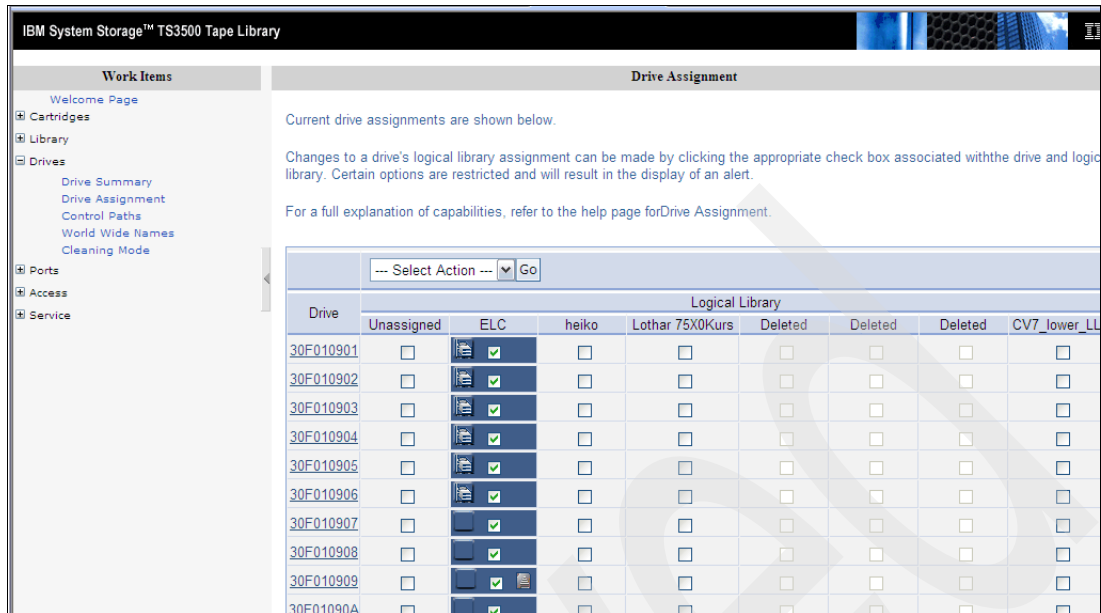 IBM System Storage™ TS3500 Tape Library
Work Items
Welcome Page
Cartridges
Library
Drives
Drive Summary
Drive Assignment
Control Paths
World Wide Names
Cleaning Mode
Ports
Access
Service
Drive Assignment
Current drive assignments are shown below.
Changes to a drive's logical library assignment can be made by clicking the appropriate check box associated withthe drive and logic
library. Certain options are restricted and will result in the display of an alert.
For a full explanation of capabilities, refer to the help page forDrive Assignment.
--- Select Action --- Go
Drive
Logical Library
Unassigned ELC heiko Lothar 75X0Kurs Deleted Deleted Deleted CV7_lower_LL
30F010901
30F010902
30F010903
30F010904
30F010905
30F010906
30F010907
30F010908
30F010909
30F01090A